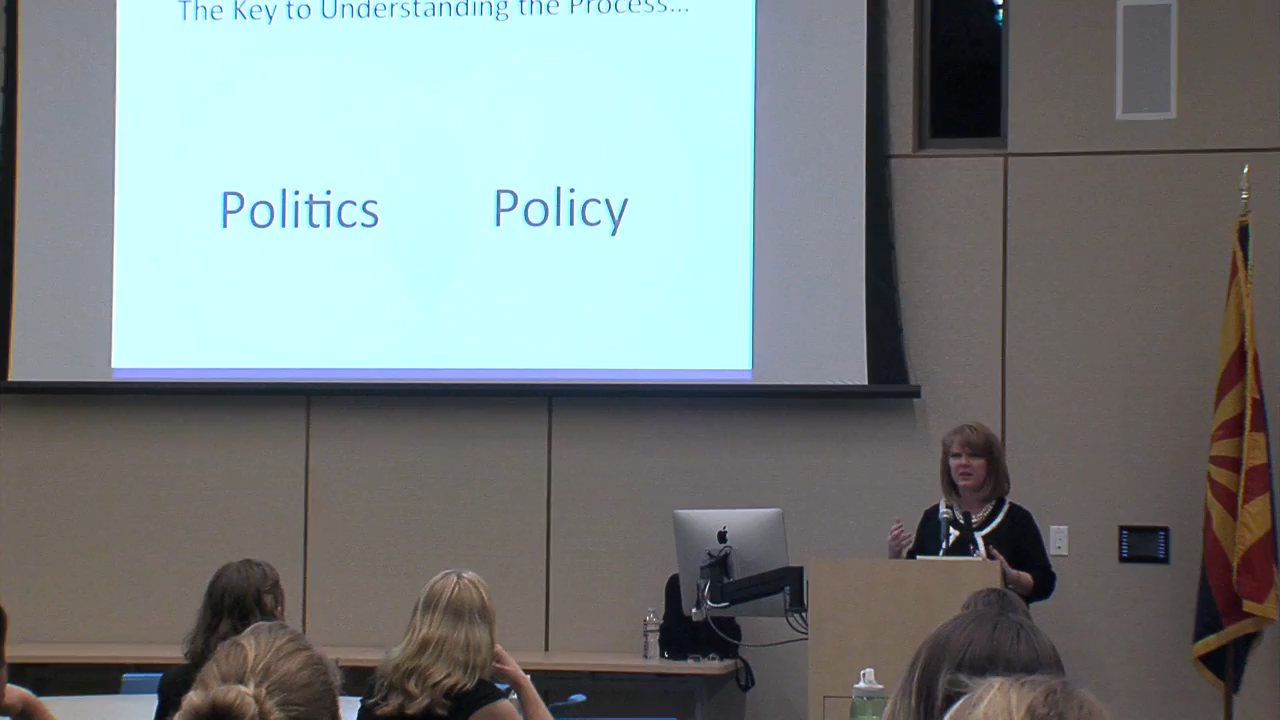 The Key to Understanding the Process...
Politics Policy